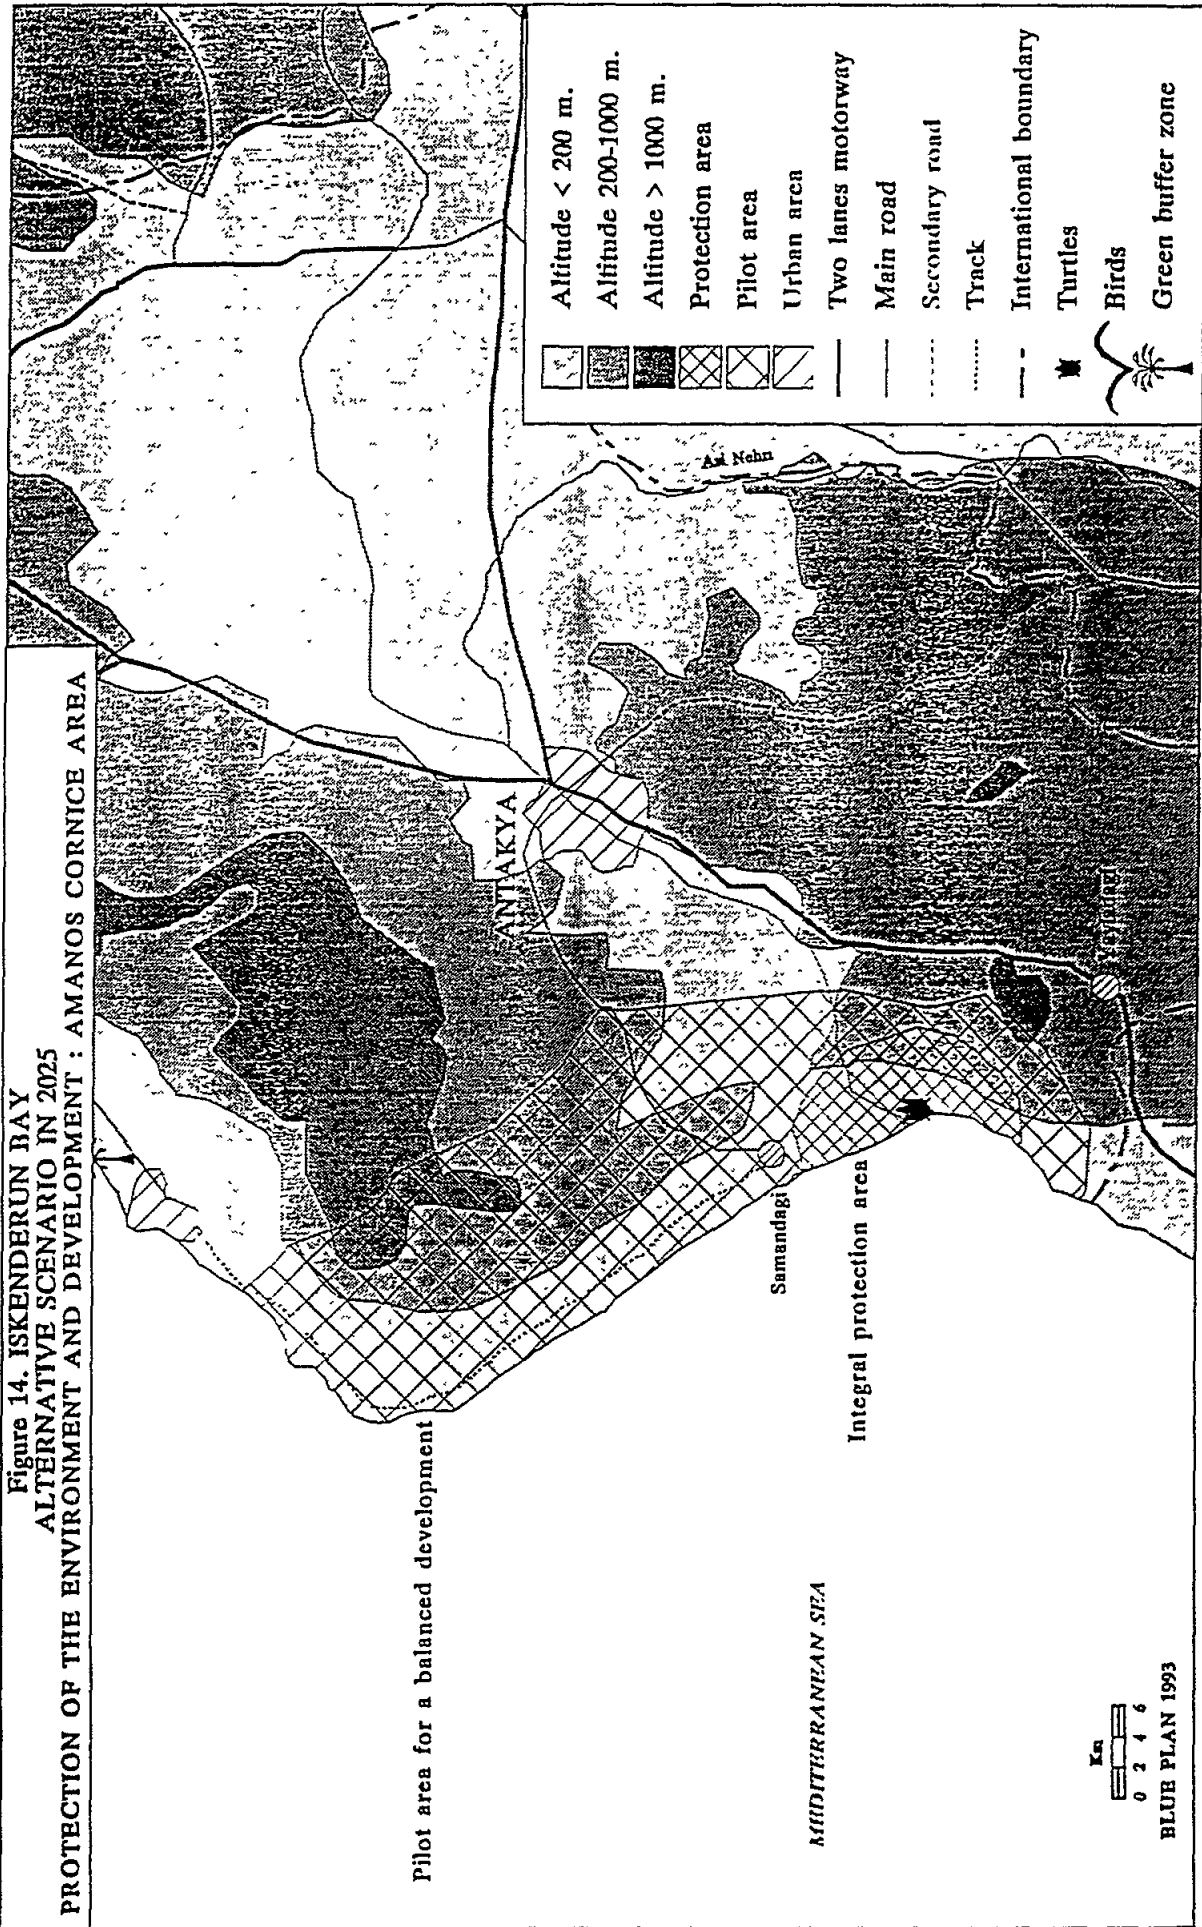 Figure 14. ISKENDERUN BAY
ALTERNATIVE SCENARIO IN 2025
PROTECTION OF THE ENVIRONMENT AND DEVELOPMENT : AMANOS CORNICE AREA
ANTAKYA
Asi Nehri
Samandagi
Pilot area for a balanced development
Integral protection area
MEDITERRANEAN SEA
Km
0 2 4 6
BLUE PLAN 1993
Altitude < 200 m.
Altitude 200-1000 m.
Altitude > 1000 m.
Protection area
Pilot area
Urban area
Two lanes motorway
Main road
Secondary road
Track
International boundary
Turtles
Birds
Green buffer zone